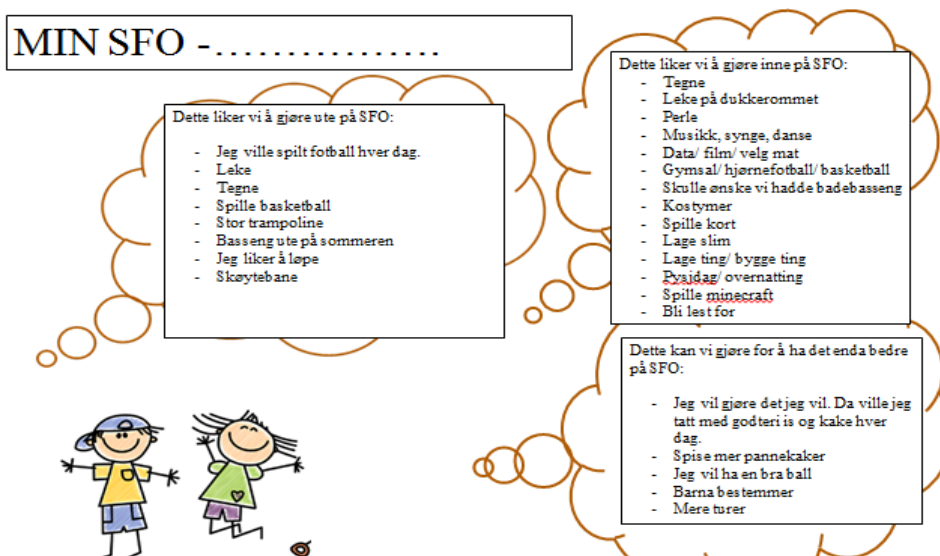 MIN SFO -................
Dette liker vi å gjøre ute på SFO:
- Jeg ville spilt fotball hver dag.
- Leke
- Tegne
- Spille basketball
- Stor trampoline
- Basseng ute på sommeren
- Jeg liker å løpe
- Skøytebane
Dette liker vi å gjøre inne på SFO:
- Tegne
- Leke på dukkerommet
- Perle
- Musikk, synge, danse
- Data/ film/ velg mat
- Gymsal/ hjørnefotball/ basketball
- Skulle ønske vi hadde badebasseng
- Kostymer
- Spille kort
- Lage slim
- Lage ting/ bygge ting
- Pysjdag/ overnatting
- Spille minecraft
- Bli lest for
Dette kan vi gjøre for å ha det enda bedre
på SFO:
- Jeg vil gjøre det jeg vil. Da ville jeg
tatt med godteri is og kake hver
dag.
- Spise mer pannekaker
- Jeg vil ha en bra ball
- Barna bestemmer
- Mere turer